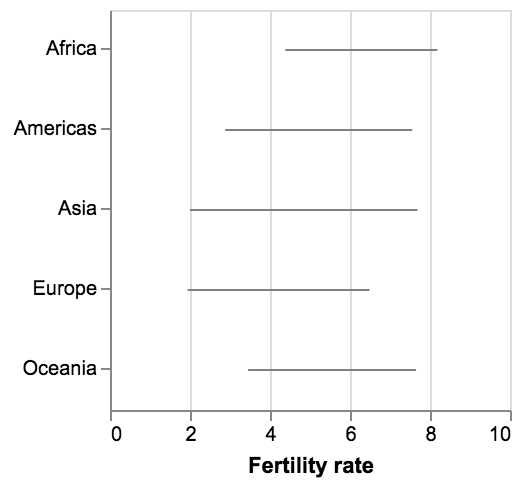 Africa
Americas
Asia
Europe
Oceania
0 2 4 6 8 10
Fertility rate